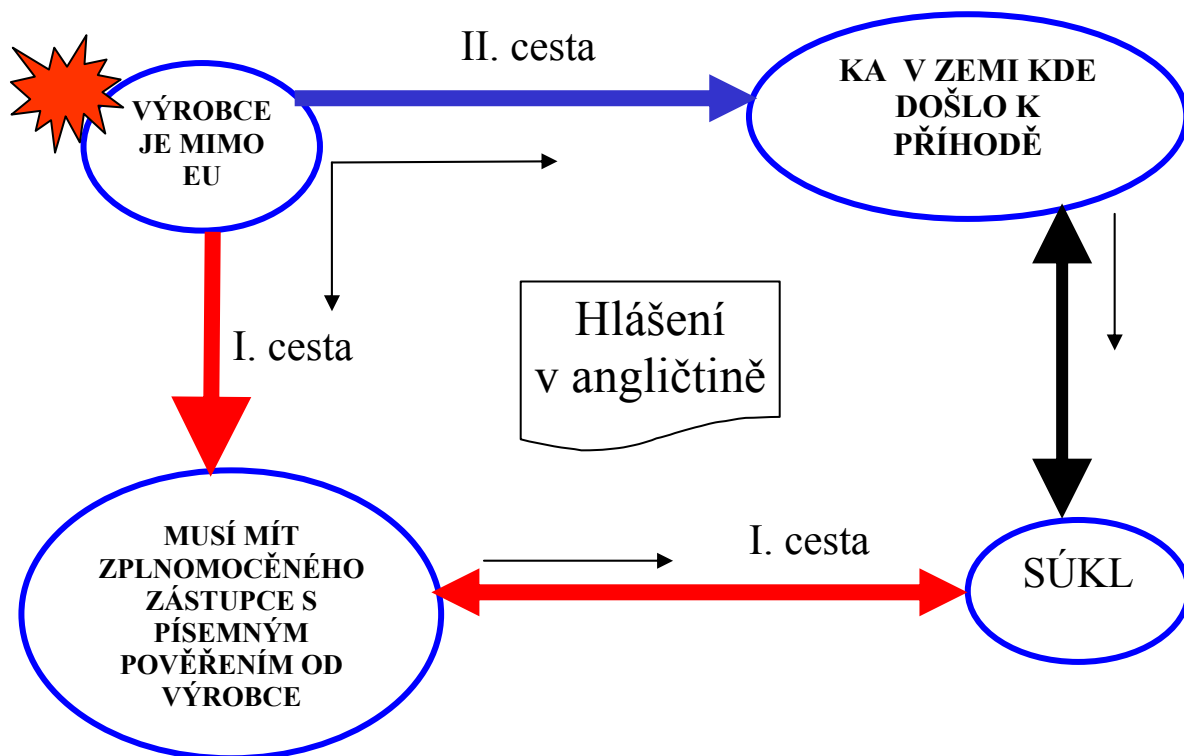 II. cesta
VÝROBCE
JE MIMO
EU
KA V ZEMI KDE
DOŠLO K
PŘÍHODĚ
I. cesta
Hlášení
v angličtině
MUSÍ MÍT
ZPLNOMOCĚNÉHO
ZÁSTUPCE S
PÍSEMNÝM
POVĚŘENÍM OD
VÝROBCE
I. cesta
SÚKL